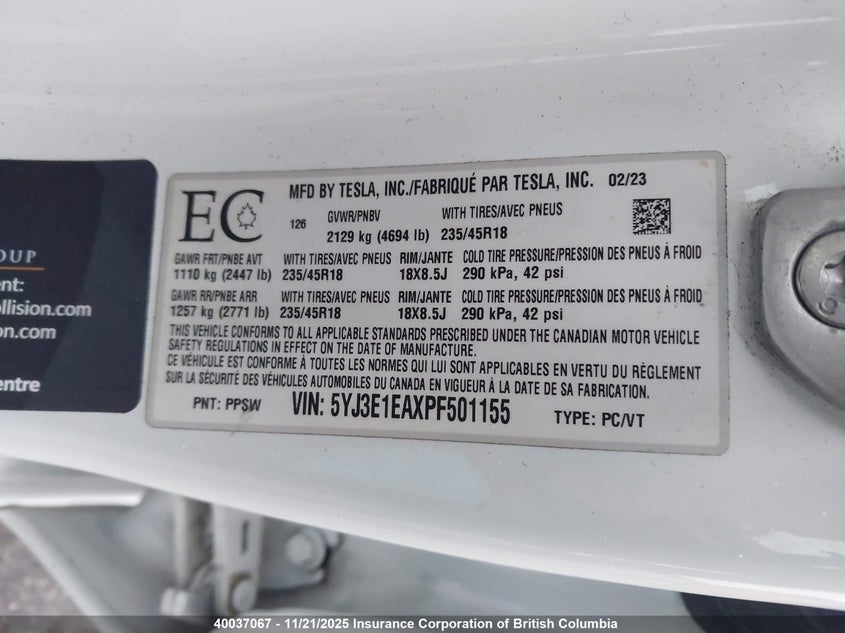 OUP
ent:
ollision.com
s.com
entre
EC
MFD BY TESLA, INC./FABRIQUÉ PAR TESLA, INC. 02/23
126 GVWR/PNBV WITH TIRES/AVEC PNEUS
2129 kg (4694 lb) 235/45R18
GAWR FRT/PNBE AVT WITH TIRES/AVEC PNEUS RIM/JANTE COLD TIRE PRESSURE/PRESSION DES PNEUS À FROID
1110 kg (2447 lb) 235/45R18 18X8.5J 290 kPa, 42 psi
GAWR RR/PNBE ARR WITH TIRES/AVEC PNEUS RIM/JANTE COLD TIRE PRESSURE/PRESSION DES PNEUS À FROID
1257 kg (2771 lb) 235/45R18 18X8.5J 290 kPa, 42 psi
THIS VEHICLE CONFORMS TO ALL APPLICABLE STANDARDS PRESCRIBED UNDER THE CANADIAN MOTOR VEHICLE
SAFETY REGULATIONS IN EFFECT ON THE DATE OF MANUFACTURE.
CE VÉHICULE EST CONFORME À TOUTES LES NORMES QUI LUI SONT APPLICABLES EN VERTU DU RÈGLEMENT
SUR LA SÉCURITÉ DES VÉHICULES AUTOMOBILES DU CANADA EN VIGUEUR À LA DATE DE SA FABRICATION.
PNT: PPSW VIN: 5YJ3E1EAXPF501155 TYPE: PC/VT
40037067 - 11/21/2025 Insurance Corporation of British Columbia